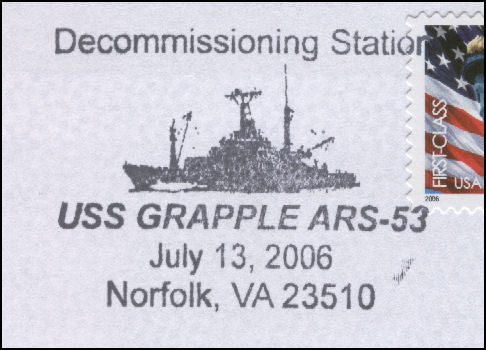 Decommissioning Station
USS GRAPPLE ARS-53
July 13, 2006
Norfolk, VA 23510
FIRST-CLASS
USA
2006